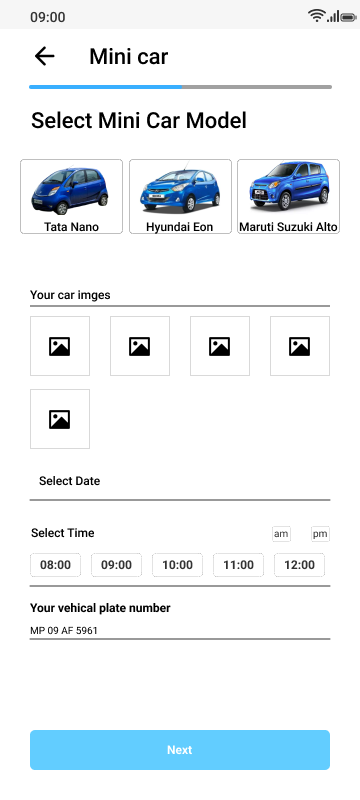 09:00
Mini car
Select Mini Car Model
Tata Nano
Hyundai Eon
Maruti Suzuki Alto
Your car imges
Select Date
Select Time
am
pm
08:00
09:00
10:00
11:00
12:00
Your vehical plate number
MP 09 AF 5961
Next